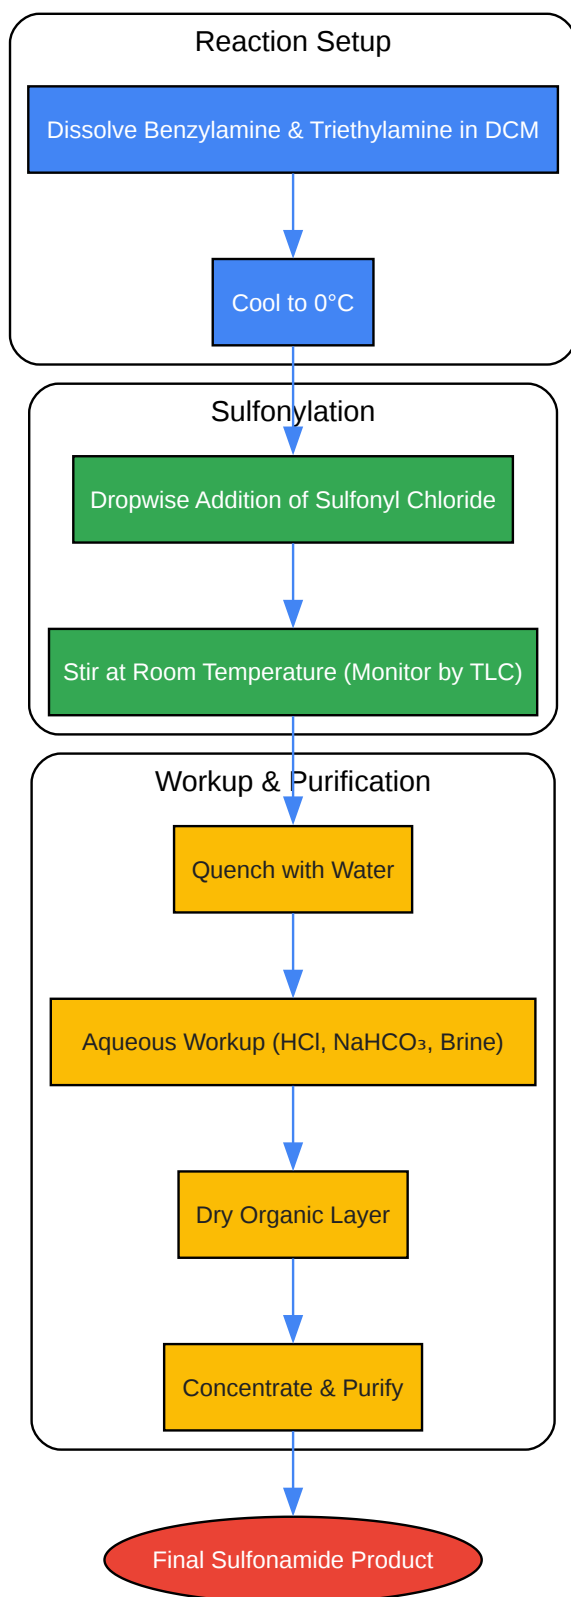 Reaction Setup
Dissolve Benzylamine & Triethylamine in DCM
Cool to 0°C
Sulfonylation
Dropwise Addition of Sulfonyl Chloride
Stir at Room Temperature (Monitor by TLC)
Workup & Purification
Quench with Water
Aqueous Workup (HCl, NaHCO₃, Brine)
Dry Organic Layer
Concentrate & Purify
Final Sulfonamide Product